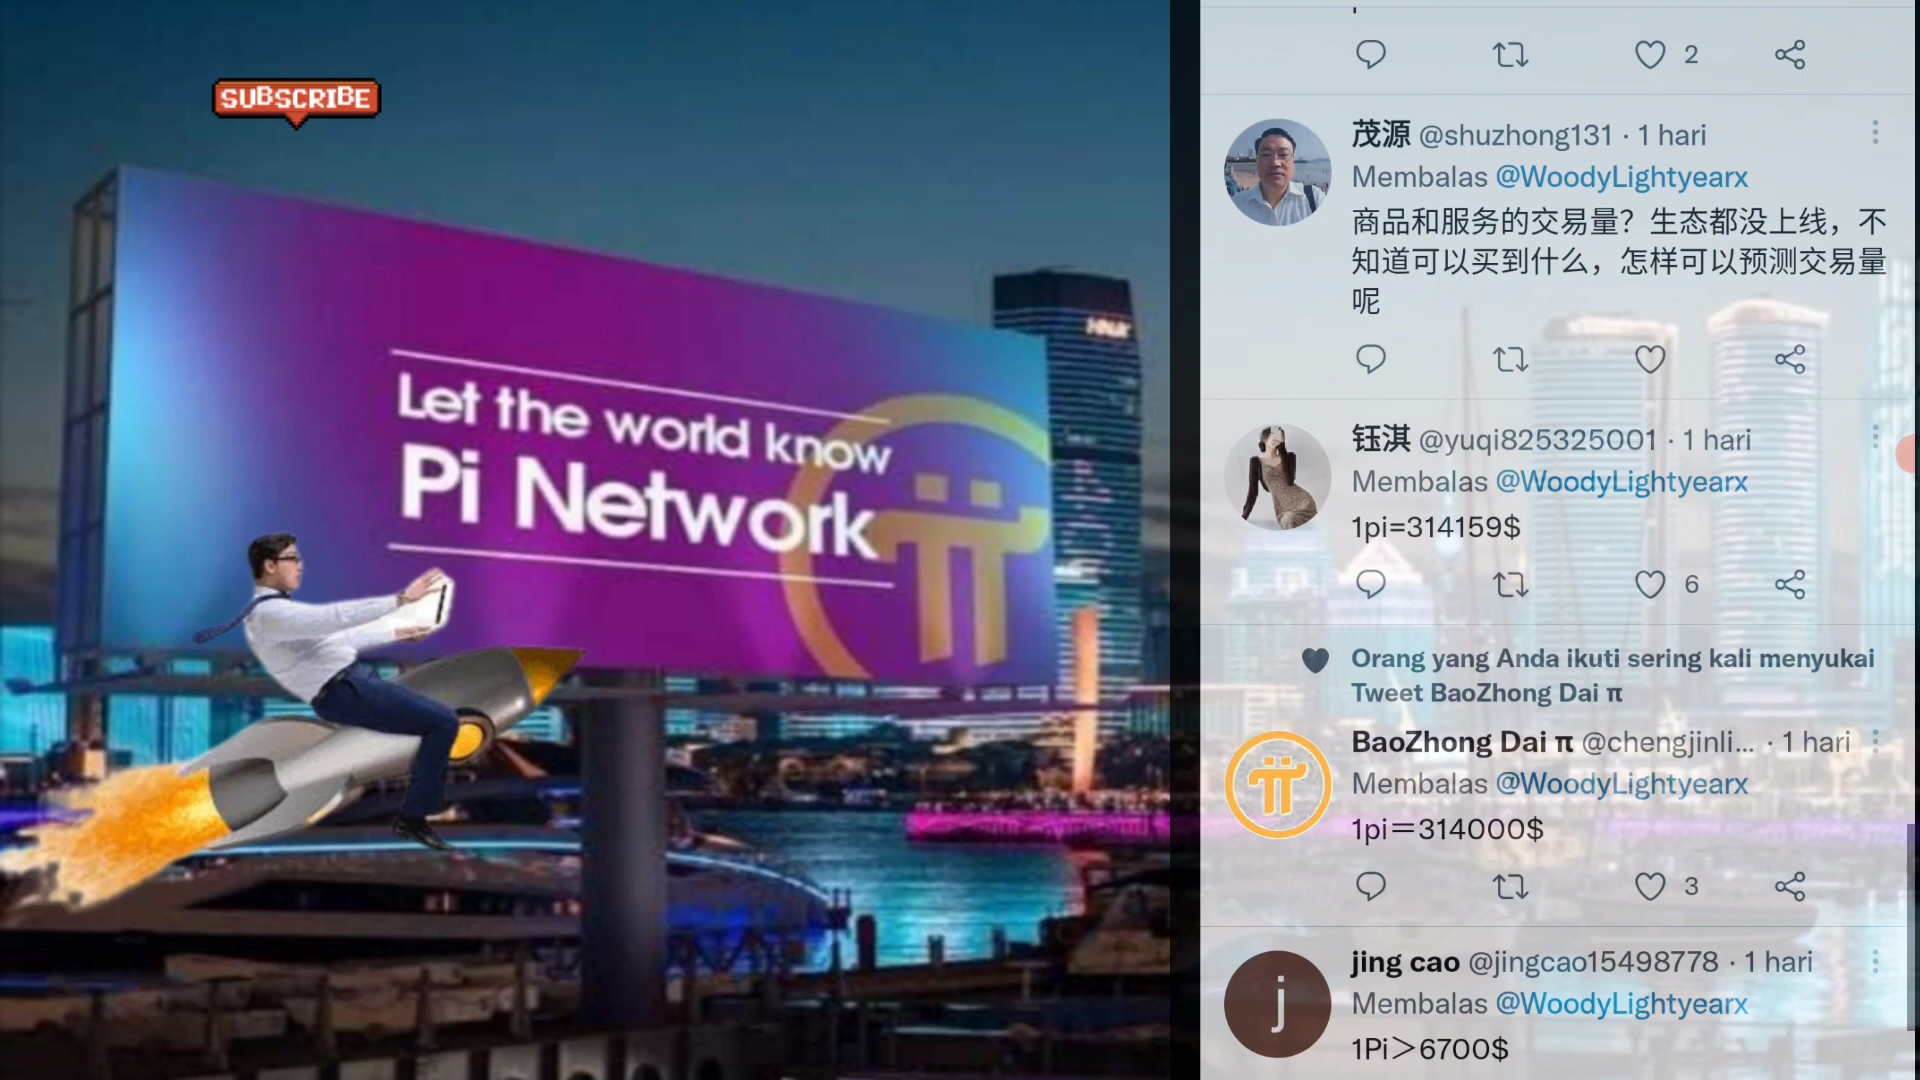 SUBSCRIBE
HNA
Let the world know
Pi Network
2
茂源 @shuzhong131 · 1 hari
Membalas @WoodyLightyearx
商品和服务的交易量？生态都没上线，不
知道可以买到什么，怎样可以预测交易量
呢
钰淇 @yuqi825325001 · 1 hari
Membalas @WoodyLightyearx
1pi=314159$
6
Orang yang Anda ikuti sering kali menyukai
Tweet BaoZhong Dai π
BaoZhong Dai π @chengjinli... · 1 hari
Membalas @WoodyLightyearx
1pi＝314000$
3
j
jing cao @jingcao15498778 · 1 hari
Membalas @WoodyLightyearx
1Pi＞6700$